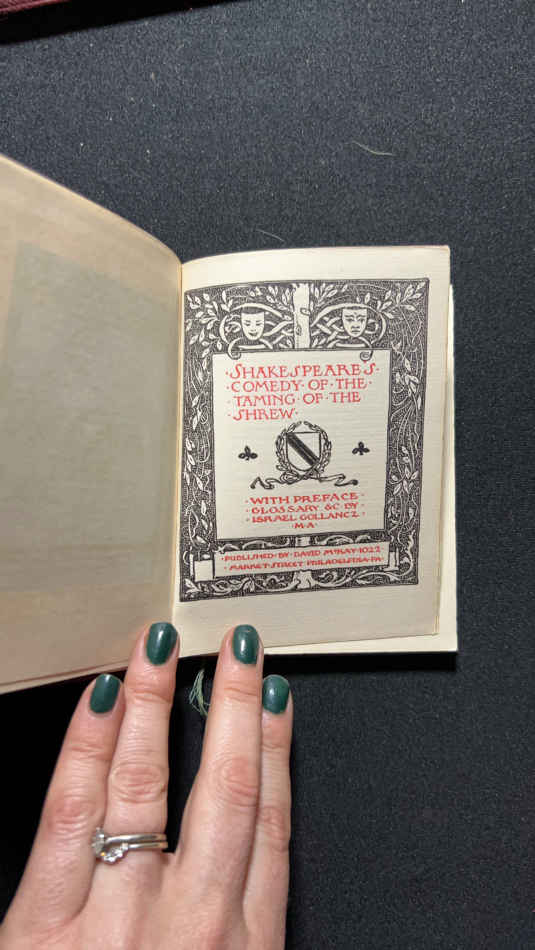 ·SHAKESPEARE'S·
·COMEDY·OF·THE·
·TAMING·OF·THE
·SHREW·
·WITH PREFACE·
·GLOSSARY &C BY·
·ISRAEL GOLLANCZ·
·M·A·
·PUBLISHED·BY·DAVID McKAY·1022·
·MARKET·STREET·PHILADELPHIA·PA·